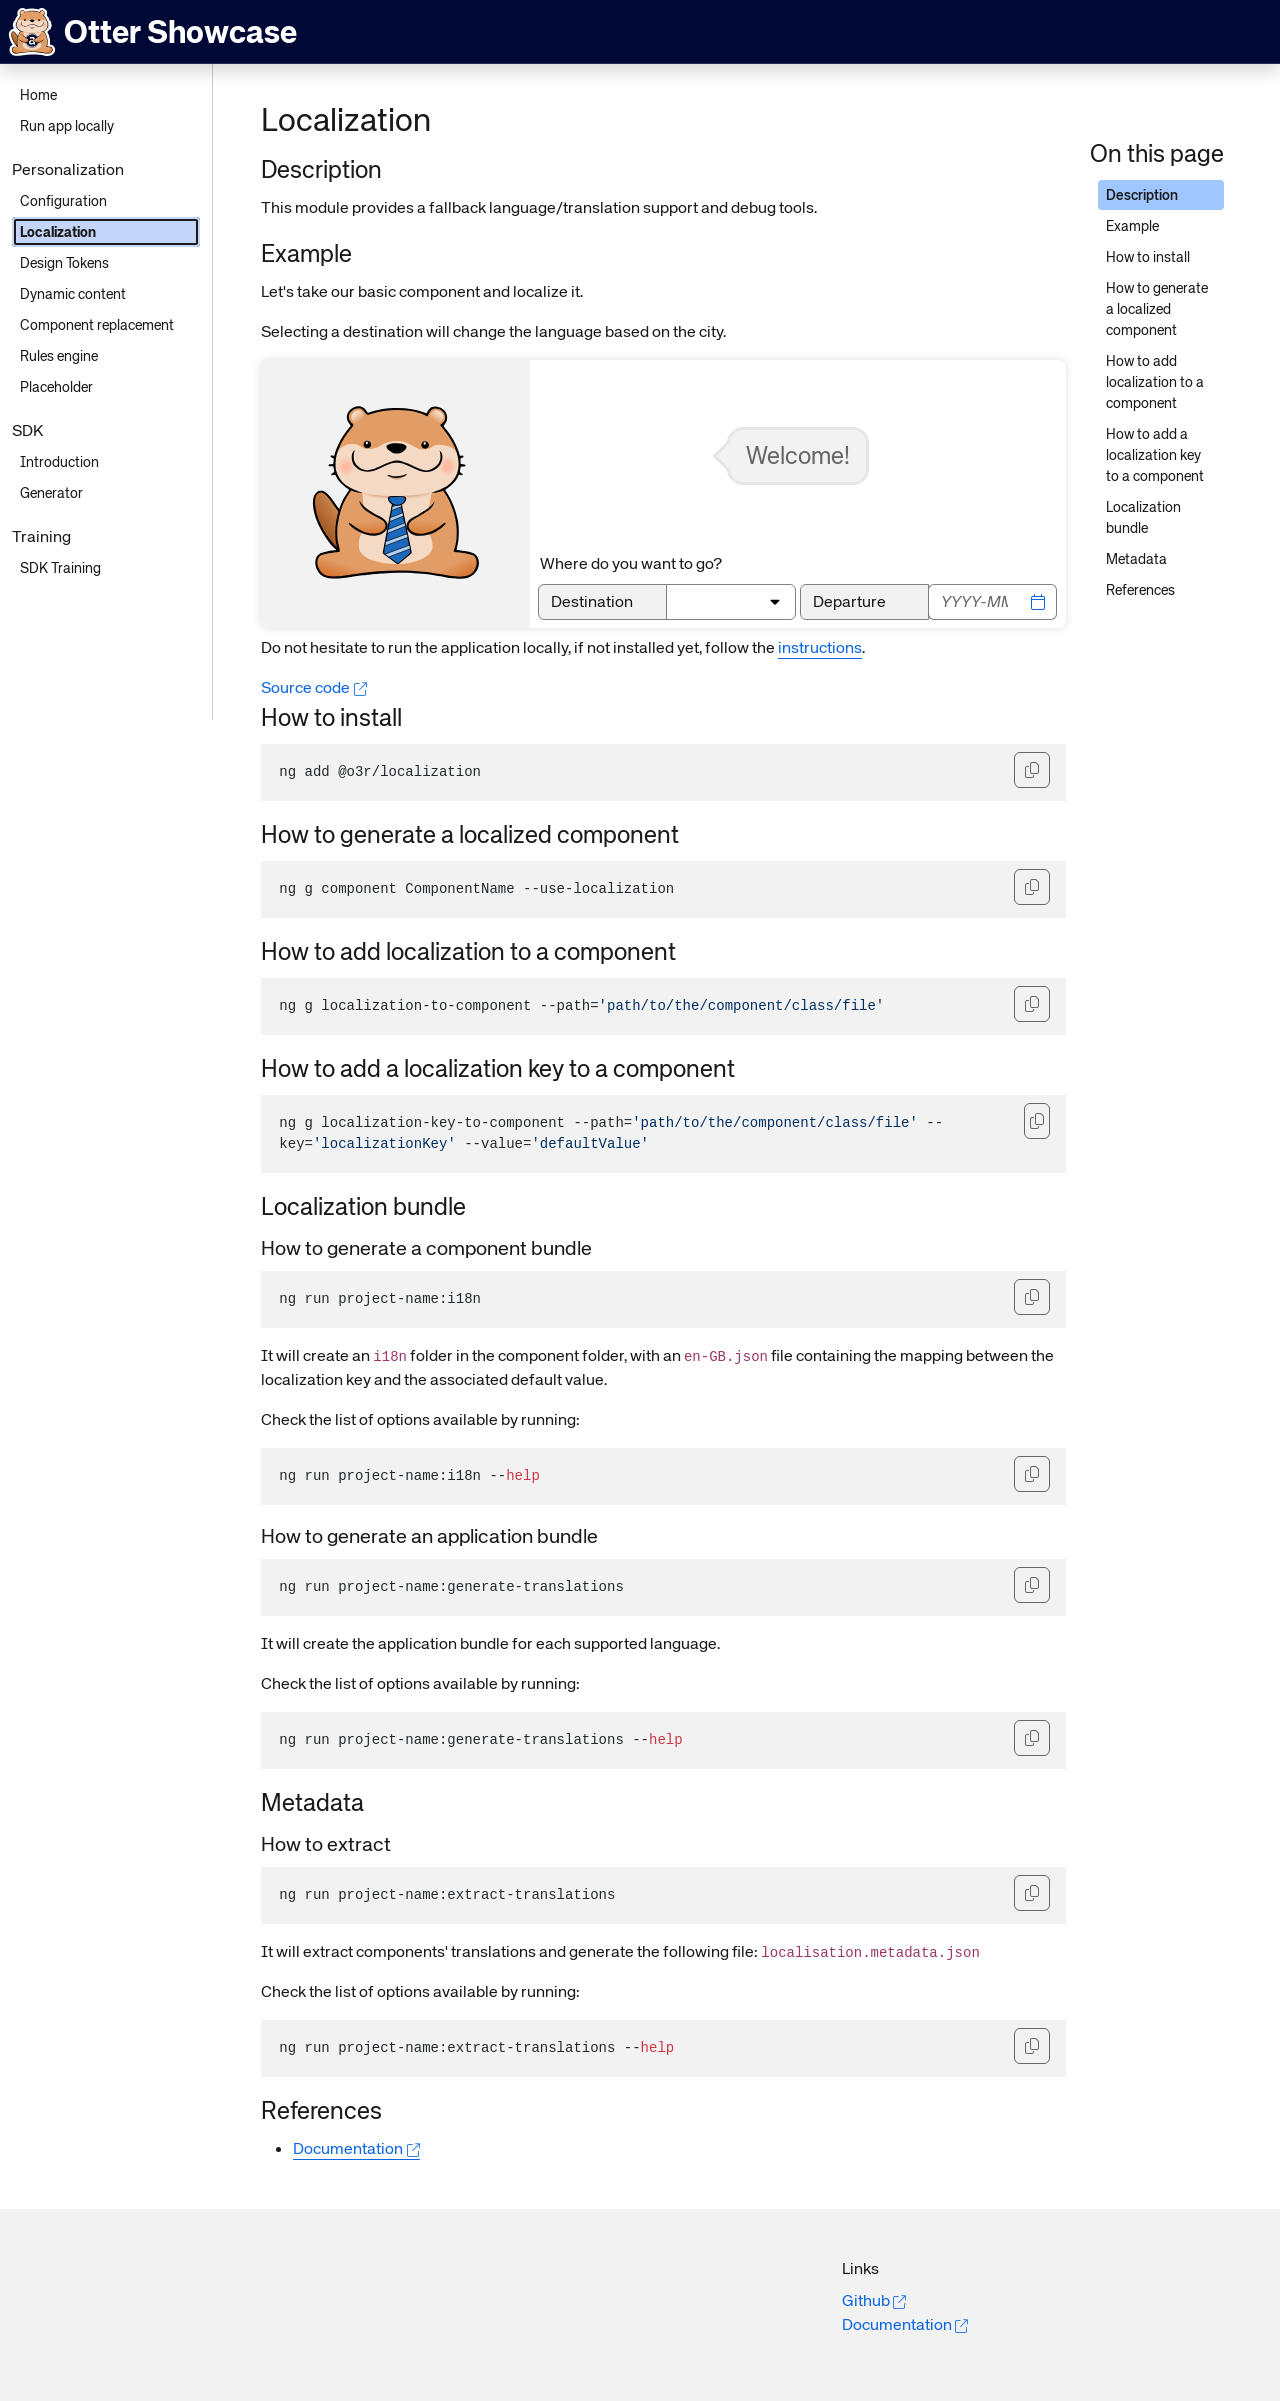 Otter Showcase
Home
Run app locally
Personalization
Configuration
Localization
Design Tokens
Dynamic content
Component replacement
Rules engine
Placeholder
SDK
Introduction
Generator
Training
SDK Training
Localization
Description
This module provides a fallback language/translation support and debug tools.
Example
Let's take our basic component and localize it.
Selecting a destination will change the language based on the city.
Welcome!
Where do you want to go?
Destination
Departure
YYYY-MM
Do not hesitate to run the application locally, if not installed yet, follow the instructions.
Source code
How to install
ng add @o3r/localization
How to generate a localized component
ng g component ComponentName --use-localization
How to add localization to a component
ng g localization-to-component --path='path/to/the/component/class/file'
How to add a localization key to a component
ng g localization-key-to-component --path='path/to/the/component/class/file' --
key='localizationKey' --value='defaultValue'
Localization bundle
How to generate a component bundle
ng run project-name:i18n
It will create an i18n folder in the component folder, with an en-GB.json file containing the mapping between the
localization key and the associated default value.
Check the list of options available by running:
ng run project-name:i18n --help
How to generate an application bundle
ng run project-name:generate-translations
It will create the application bundle for each supported language.
Check the list of options available by running:
ng run project-name:generate-translations --help
Metadata
How to extract
ng run project-name:extract-translations
It will extract components' translations and generate the following file: localisation.metadata.json
Check the list of options available by running:
ng run project-name:extract-translations --help
References
Documentation
On this page
Description
Example
How to install
How to generate
a localized
component
How to add
localization to a
component
How to add a
localization key
to a component
Localization
bundle
Metadata
References
Links
Github
Documentation